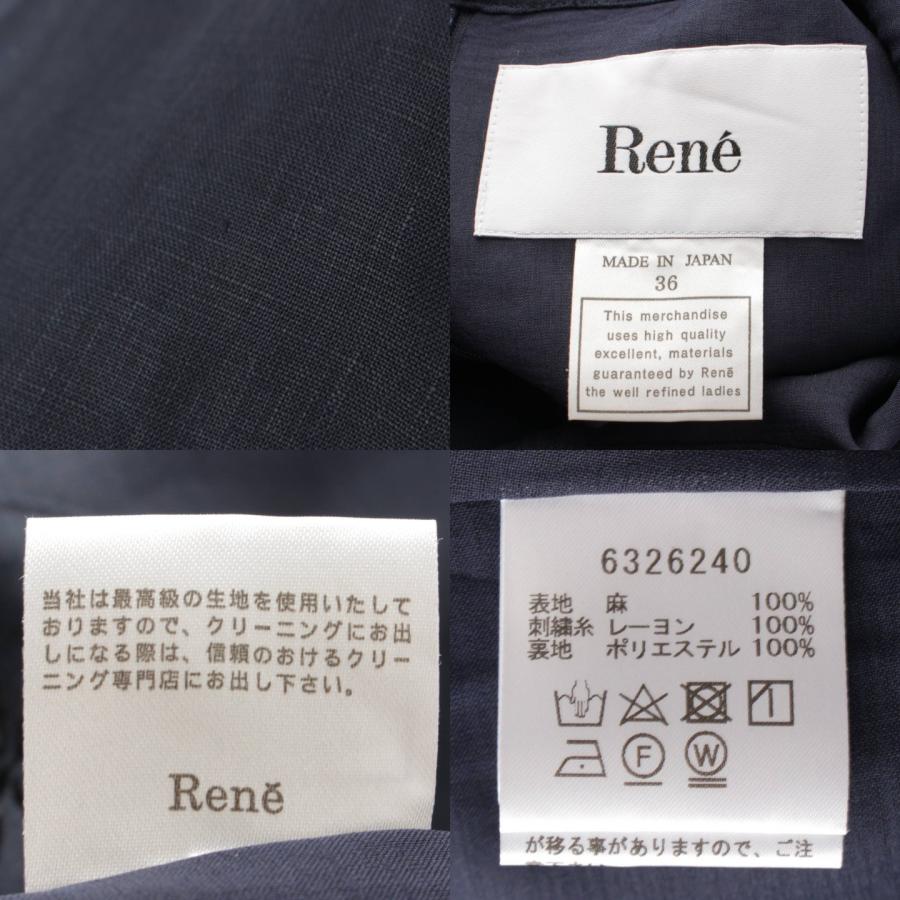 René
MADE IN JAPAN
36
This merchandise
uses high quality
excellent, materials
guaranteed by Renĕ
the well refined ladies
当社は最高級の生地を使用いたして
おりますので、クリーニングにお出
しになる際は、信頼のおけるクリー
ニング専門店にお出し下さい。
Renĕ
6326240
表地 麻 100%
刺繍糸 レーヨン 100%
裏地 ポリエステル 100%
F W
が移る事がありますので、ご注